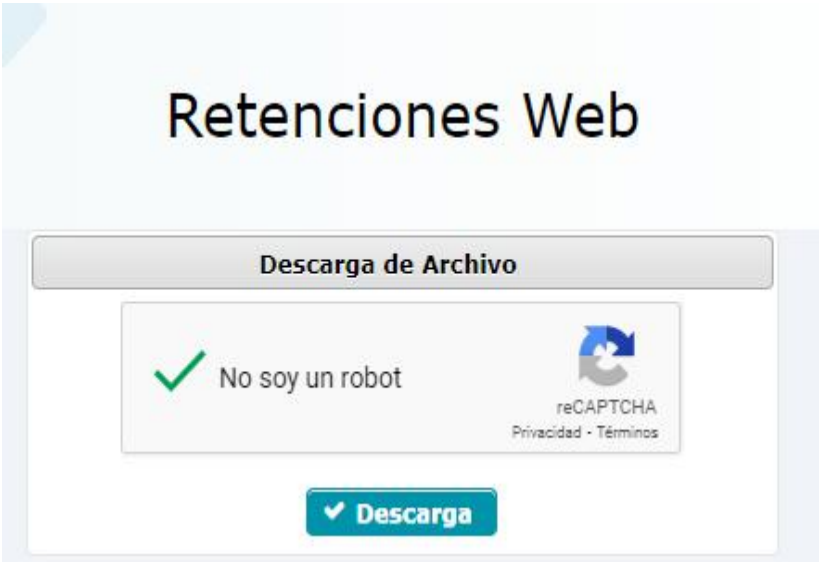 Retenciones Web
Descarga de Archivo
No soy un robot
reCAPTCHA
Privacidad - Términos
Descarga